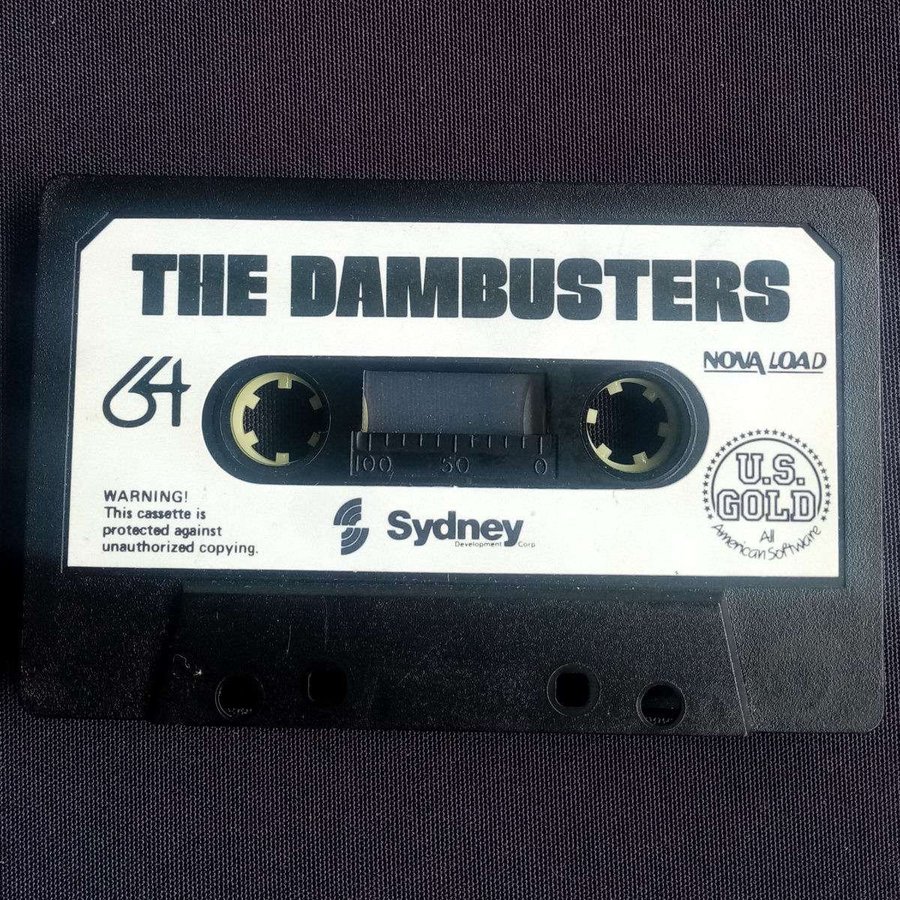 THE DAMBUSTERS
64
NOVA LOAD
100 50 0
U.S.
GOLD
All
American Software
WARNING!
This cassette is
protected against
unauthorized copying.
Sydney
Development Corp